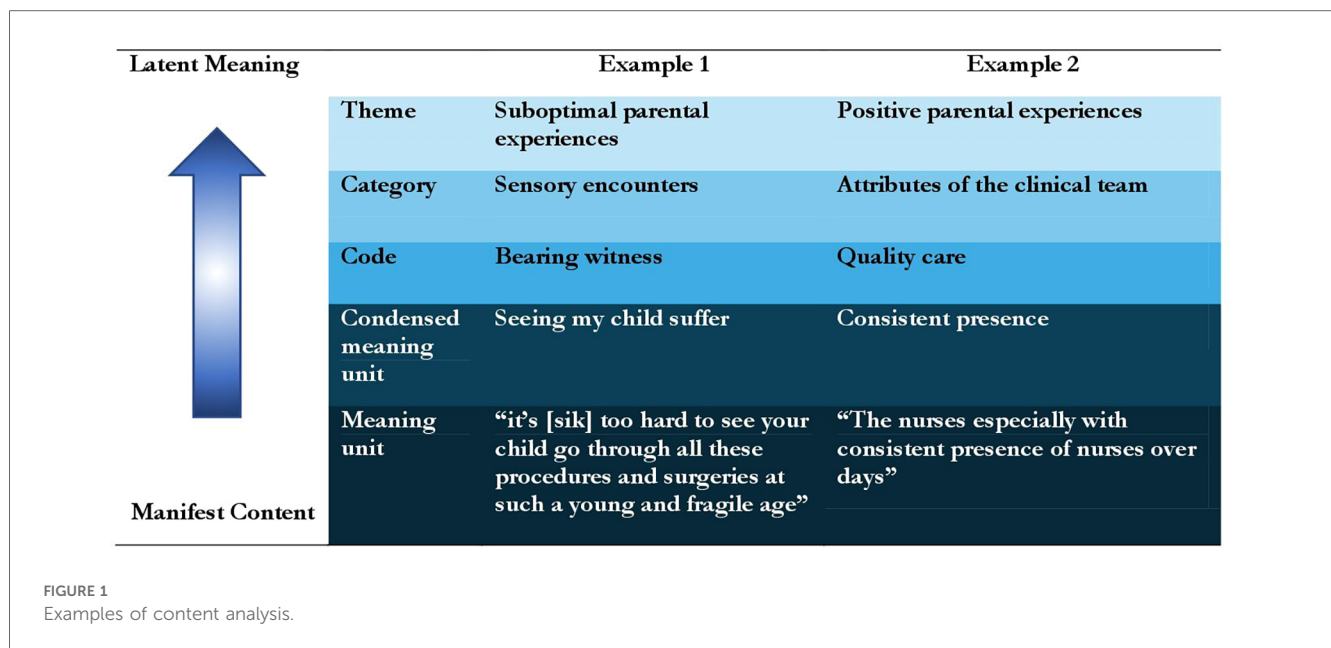 Latent Meaning Example 1 Example 2
Theme Suboptimal parental Positive parental experiences
experiences
Category Sensory encounters Attributes of the clinical team
Code Bearing witness Quality care
Condensed Seeing my child suffer Consistent presence
meaning
unit
Meaning “it’s [sik] too hard to see your “The nurses especially with
unit child go through all these consistent presence of nurses over
procedures and surgeries at days”
such a young and fragile age”
Manifest Content
FIGURE 1
Examples of content analysis.